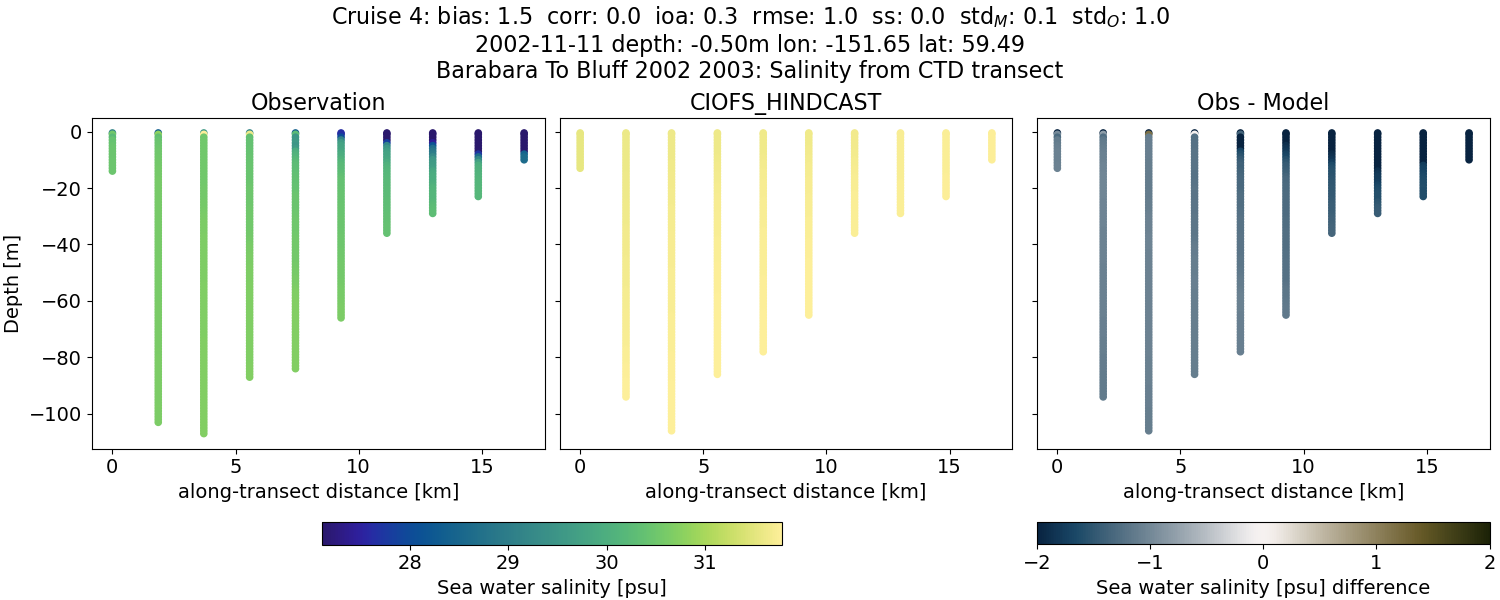 Cruise 4: bias: 1.5 corr: 0.0 ioa: 0.3 rmse: 1.0 ss: 0.0 std_M: 0.1 std_O: 1.0
2002-11-11 depth: -0.50m lon: -151.65 lat: 59.49
Barabara To Bluff 2002 2003: Salinity from CTD transect
Observation
CIOFS_HINDCAST
Obs - Model
Depth [m]
0
−20
−40
−60
−80
−100
0 5 10 15
0 5 10 15
0 5 10 15
along-transect distance [km]
along-transect distance [km]
along-transect distance [km]
28 29 30 31
Sea water salinity [psu]
−2 −1 0 1 2
Sea water salinity [psu] difference